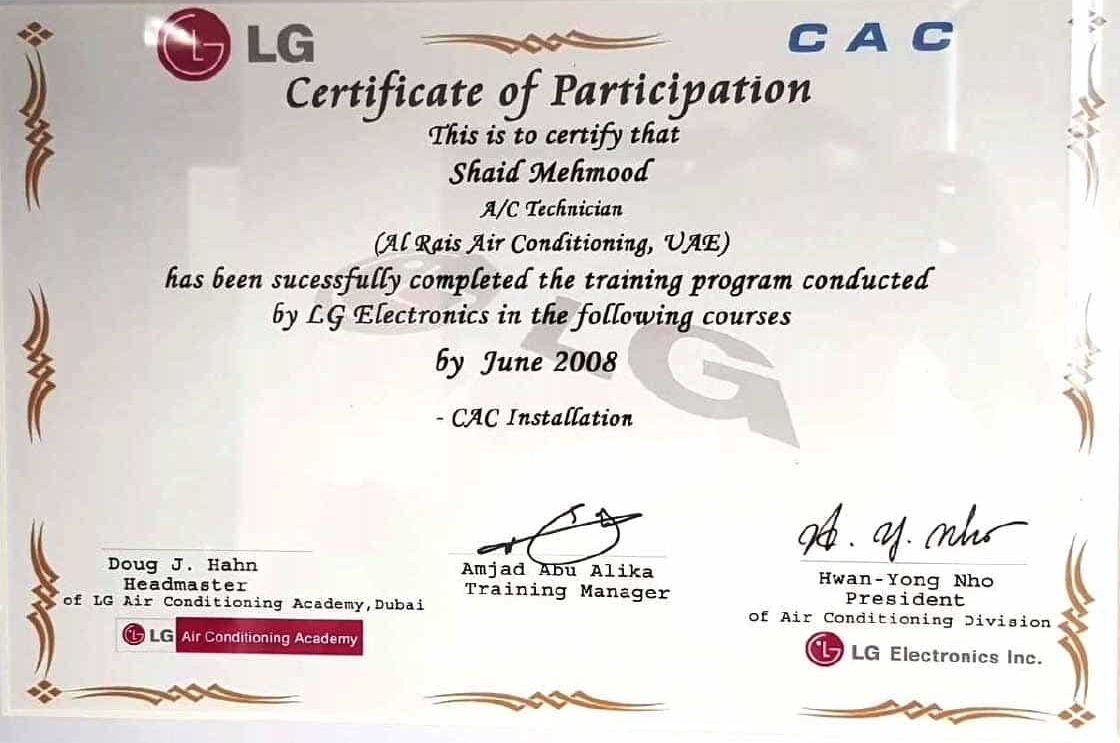 LG
CAC
Certificate of Participation
This is to certify that
Shaid Mehmood
A/C Technician
(Al Rais Air Conditioning, UAE)
has been sucessfully completed the training program conducted
by LG Electronics in the following courses
by June 2008
- CAC Installation
LG
H. Y. Nho
Doug J. Hahn
Headmaster
of LG Air Conditioning Academy, Dubai
LG Air Conditioning Academy
Amjad Abu Alika
Training Manager
Hwan-Yong Nho
President
of Air Conditioning Division
LG Electronics Inc.